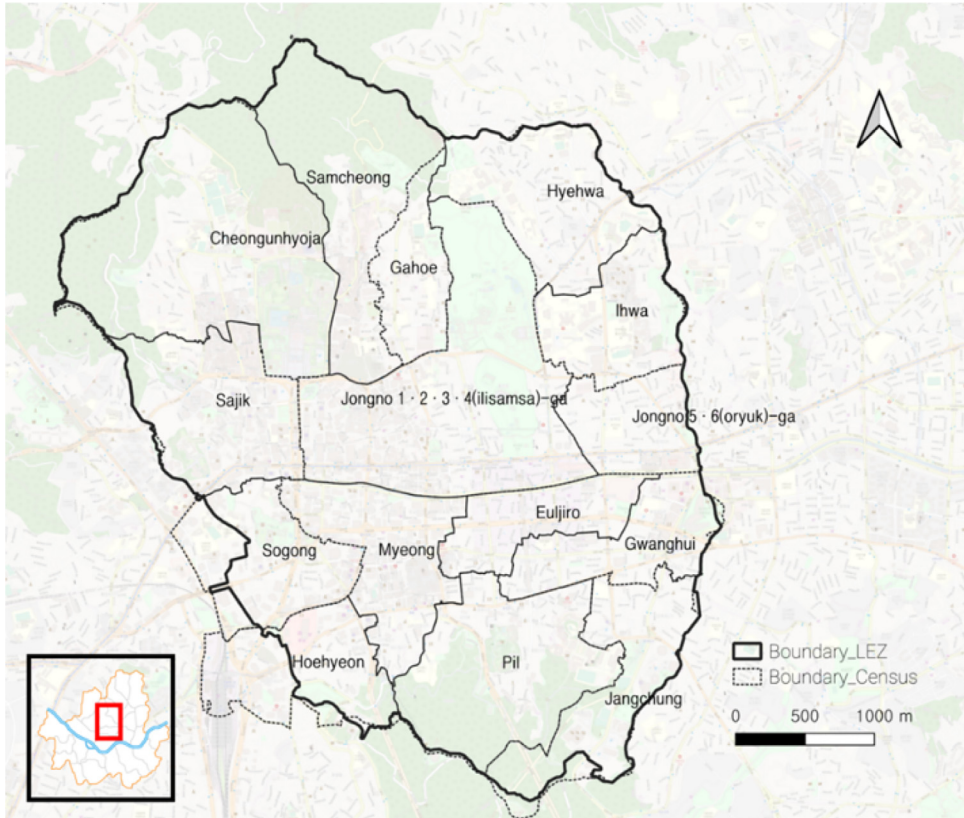 Samcheong
Hyehwa
Cheongunhyoja
Gahoe
Ihwa
Sajik
Jongno 1 · 2 · 3 · 4(ilisamsa)-ga
Jongno 5 · 6(oryuk)-ga
Euljiro
Sogong
Myeong
Gwanghui
Hoehyeon
Pil
Jangchung
Boundary_LEZ
Boundary_Census
0 500 1000 m